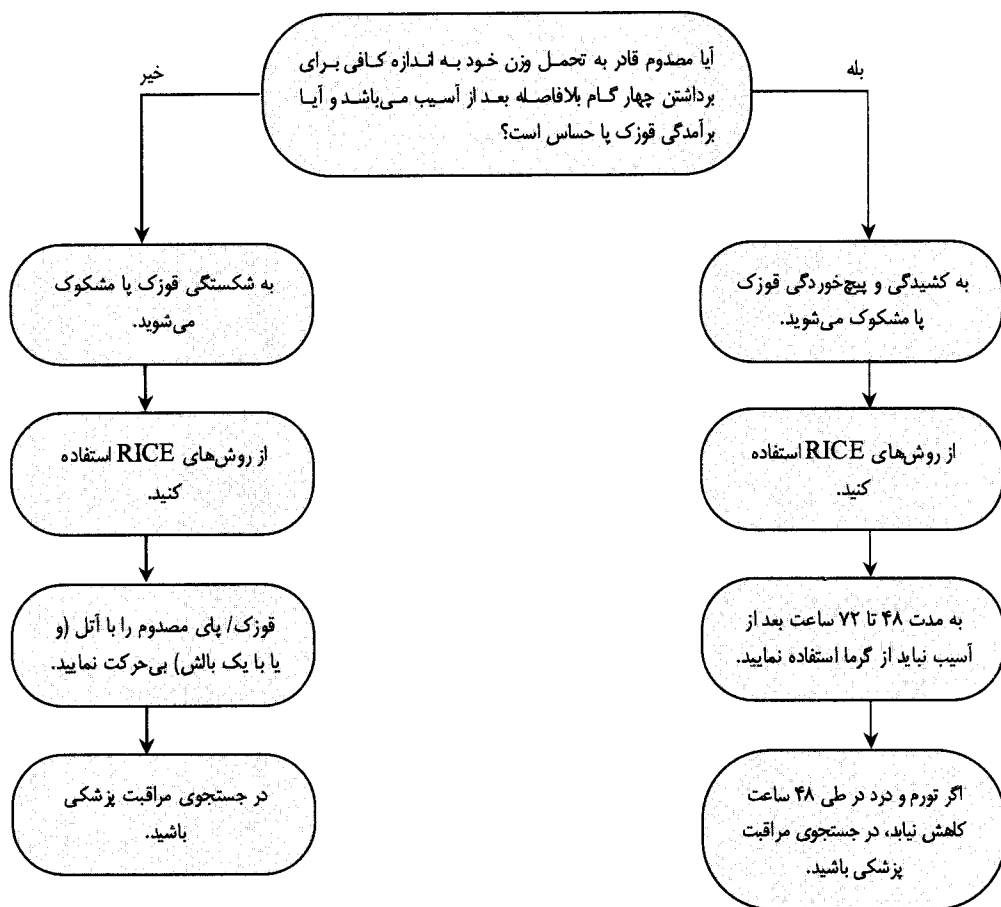 آیا مصدوم قادر به تحمل وزن خود به اندازه کافی برای
برداشتن چهار گام بلافاصله بعد از آسیب می‌باشد و آیا
برآمدگی قوزک پا حساس است؟
بله
به کشیدگی و پیچ‌خوردگی قوزک
پا مشکوک می‌شوید.
از روش‌های RICE استفاده
کنید.
به مدت ۴۸ تا ۷۲ ساعت بعد از
آسیب نباید از گرما استفاده نمایید.
اگر تورم و درد در طی ۴۸ ساعت
کاهش نیابد، در جستجوی مراقبت
پزشکی باشید.
خیر
به شکستگی قوزک پا مشکوک
می‌شوید.
از روش‌های RICE استفاده
کنید.
قوزک/ پای مصدوم را با آتل (و
یا با یک بالش) بی‌حرکت نمایید.
در جستجوی مراقبت پزشکی
باشید.